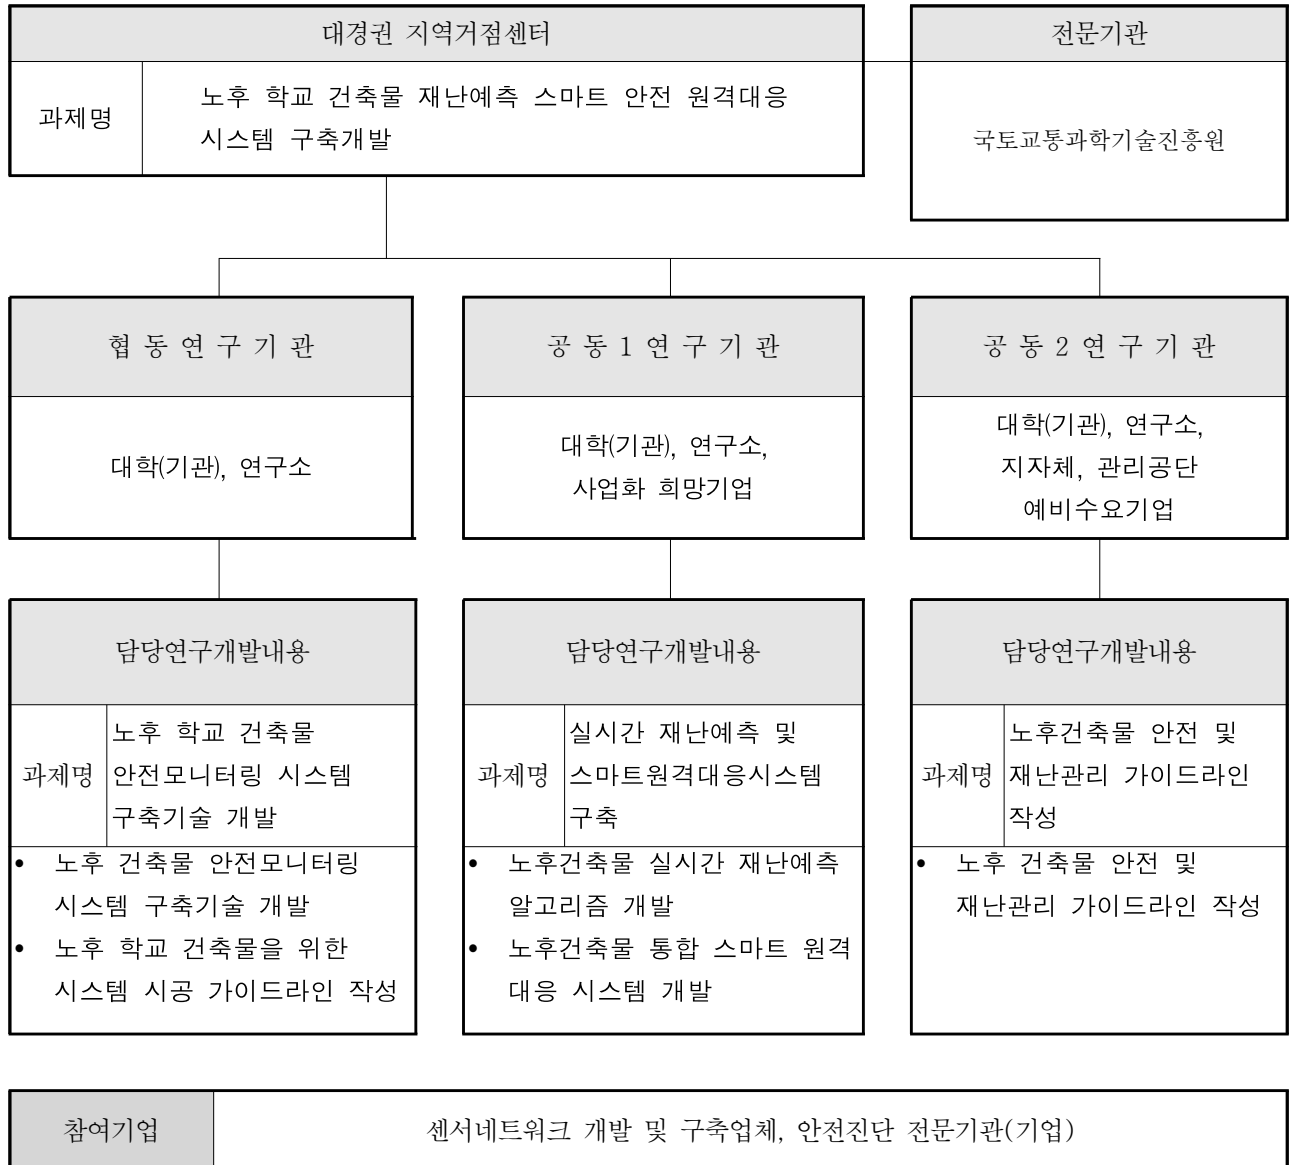 대경권 지역거점센터
과제명
노후 학교 건축물 재난예측 스마트 안전 원격대응
시스템 구축개발
전문기관
국토교통과학기술진흥원
협 동 연 구 기 관
대학(기관), 연구소
공 동 1 연 구 기 관
대학(기관), 연구소,
사업화 희망기업
공 동 2 연 구 기 관
대학(기관), 연구소,
지자체, 관리공단
예비수요기업
담당연구개발내용
과제명
노후 학교 건축물
안전모니터링 시스템
구축기술 개발
• 노후 건축물 안전모니터링
시스템 구축기술 개발
• 노후 학교 건축물을 위한
시스템 시공 가이드라인 작성
담당연구개발내용
과제명
실시간 재난예측 및
스마트원격대응시스템
구축
• 노후건축물 실시간 재난예측
알고리즘 개발
• 노후건축물 통합 스마트 원격
대응 시스템 개발
담당연구개발내용
과제명
노후건축물 안전 및
재난관리 가이드라인
작성
• 노후 건축물 안전 및
재난관리 가이드라인 작성
참여기업
센서네트워크 개발 및 구축업체, 안전진단 전문기관(기업)